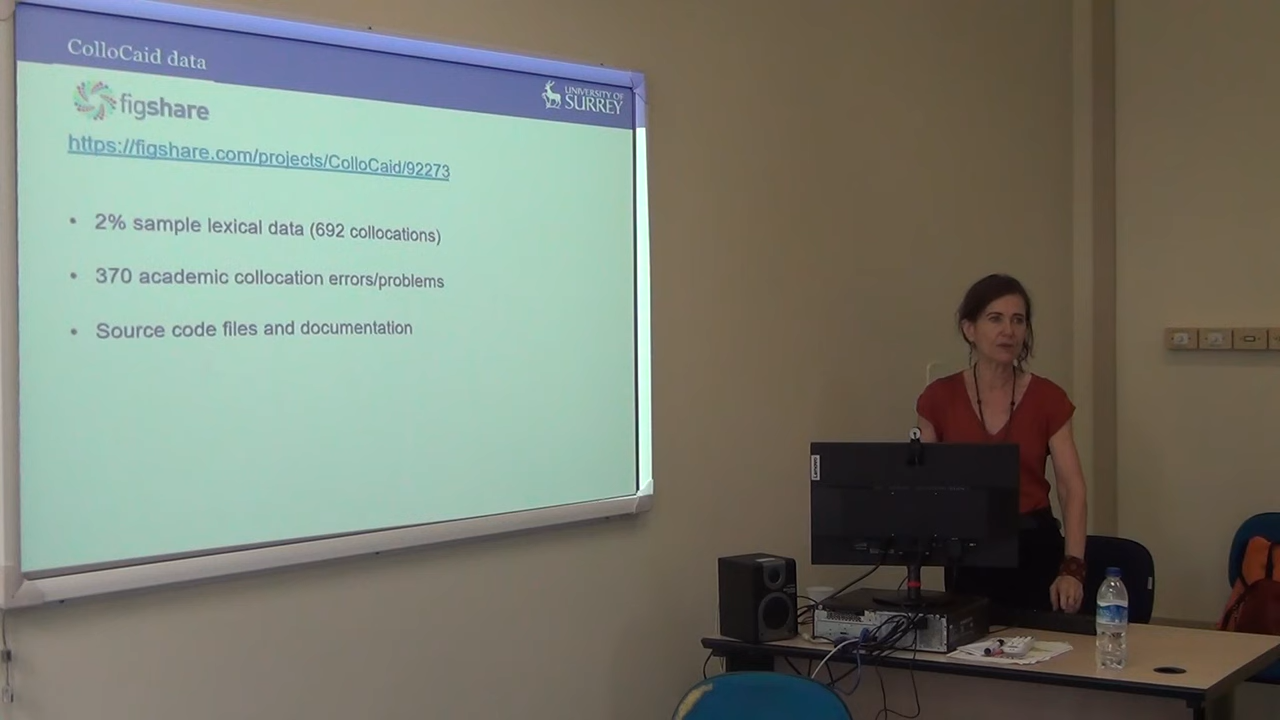 ColloCaid data
UNIVERSITY OF
SURREY
figshare
https://figshare.com/projects/ColloCaid/92273
• 2% sample lexical data (692 collocations)
• 370 academic collocation errors/problems
• Source code files and documentation
Lenovo